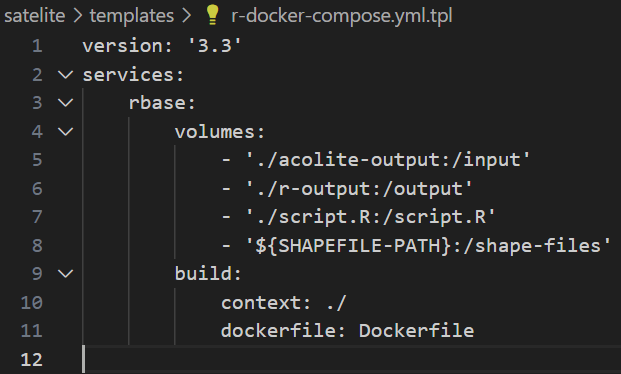 satelite > templates > r-docker-compose.yml.tpl
1 version: '3.3'
2 services:
3 rbase:
4 volumes:
5 - './acolite-output:/input'
6 - './r-output:/output'
7 - './script.R:/script.R'
8 - '${SHAPEFILE-PATH}:/shape-files'
9 build:
10 context: ./
11 dockerfile: Dockerfile
12